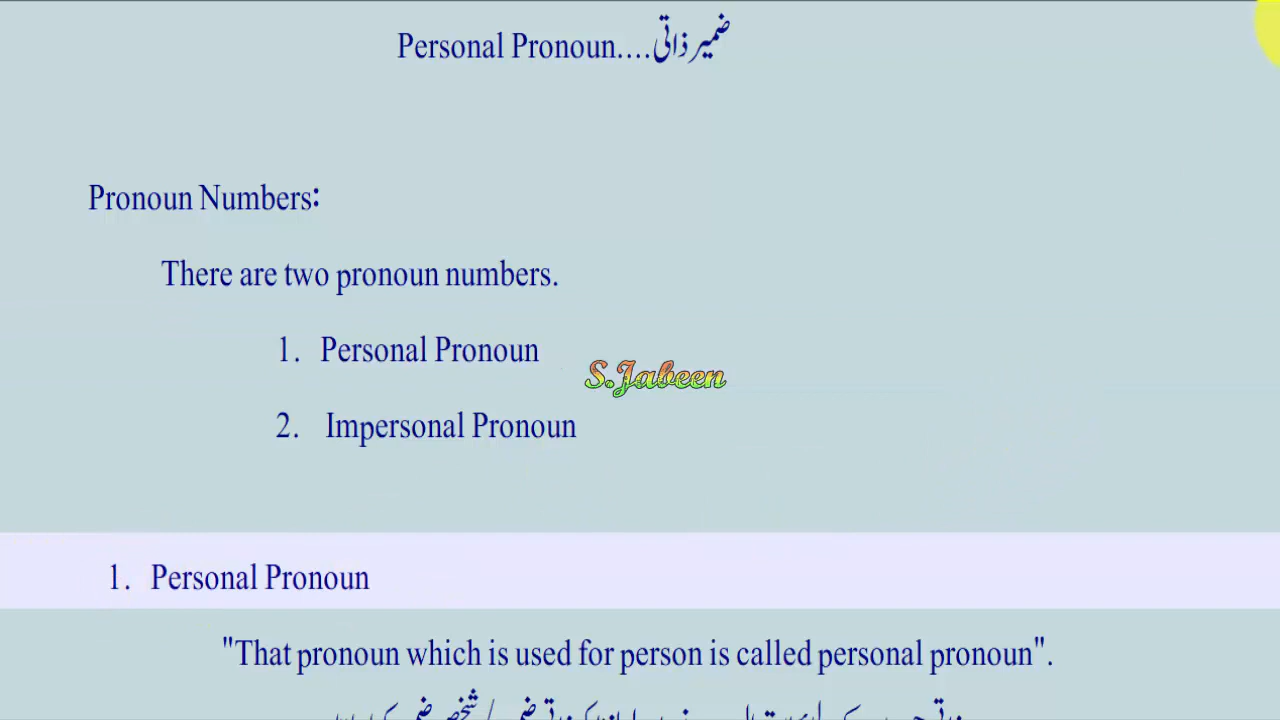 Personal Pronoun....ضمیر ذاتی
Pronoun Numbers:
There are two pronoun numbers.
1. Personal Pronoun
S.Jabeen
2. Impersonal Pronoun
1. Personal Pronoun
"That pronoun which is used for person is called personal pronoun".